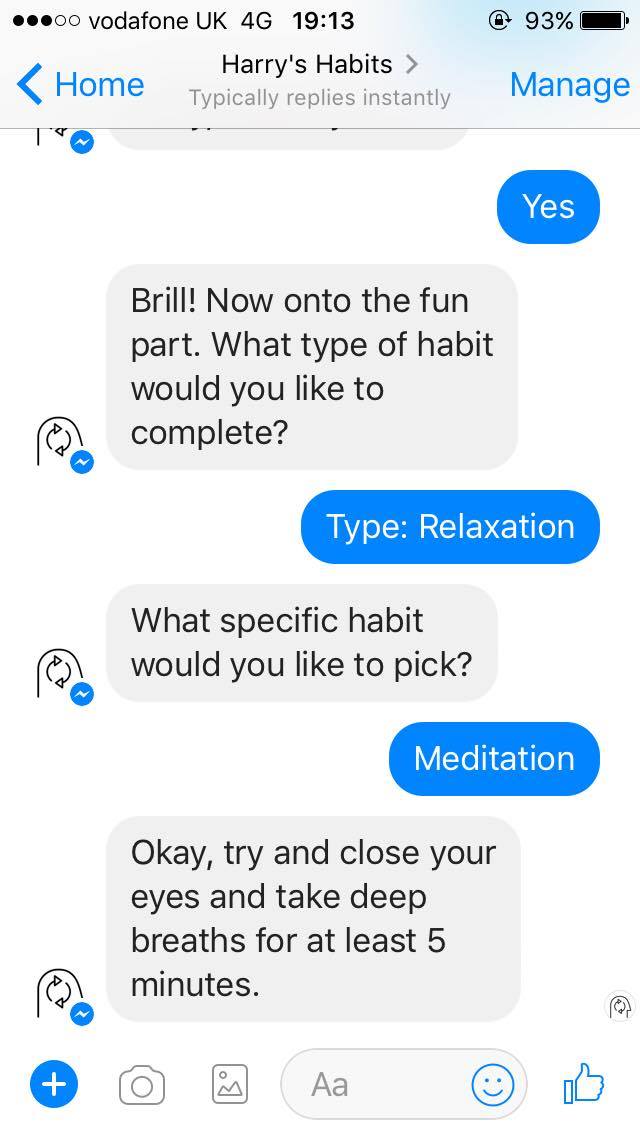 vodafone UK 4G 19:13 93%
Home Harry's Habits Manage
Typically replies instantly
Yes
Brill! Now onto the fun
part. What type of habit
would you like to
complete?
Type: Relaxation
What specific habit
would you like to pick?
Meditation
Okay, try and close your
eyes and take deep
breaths for at least 5
minutes.
Aa